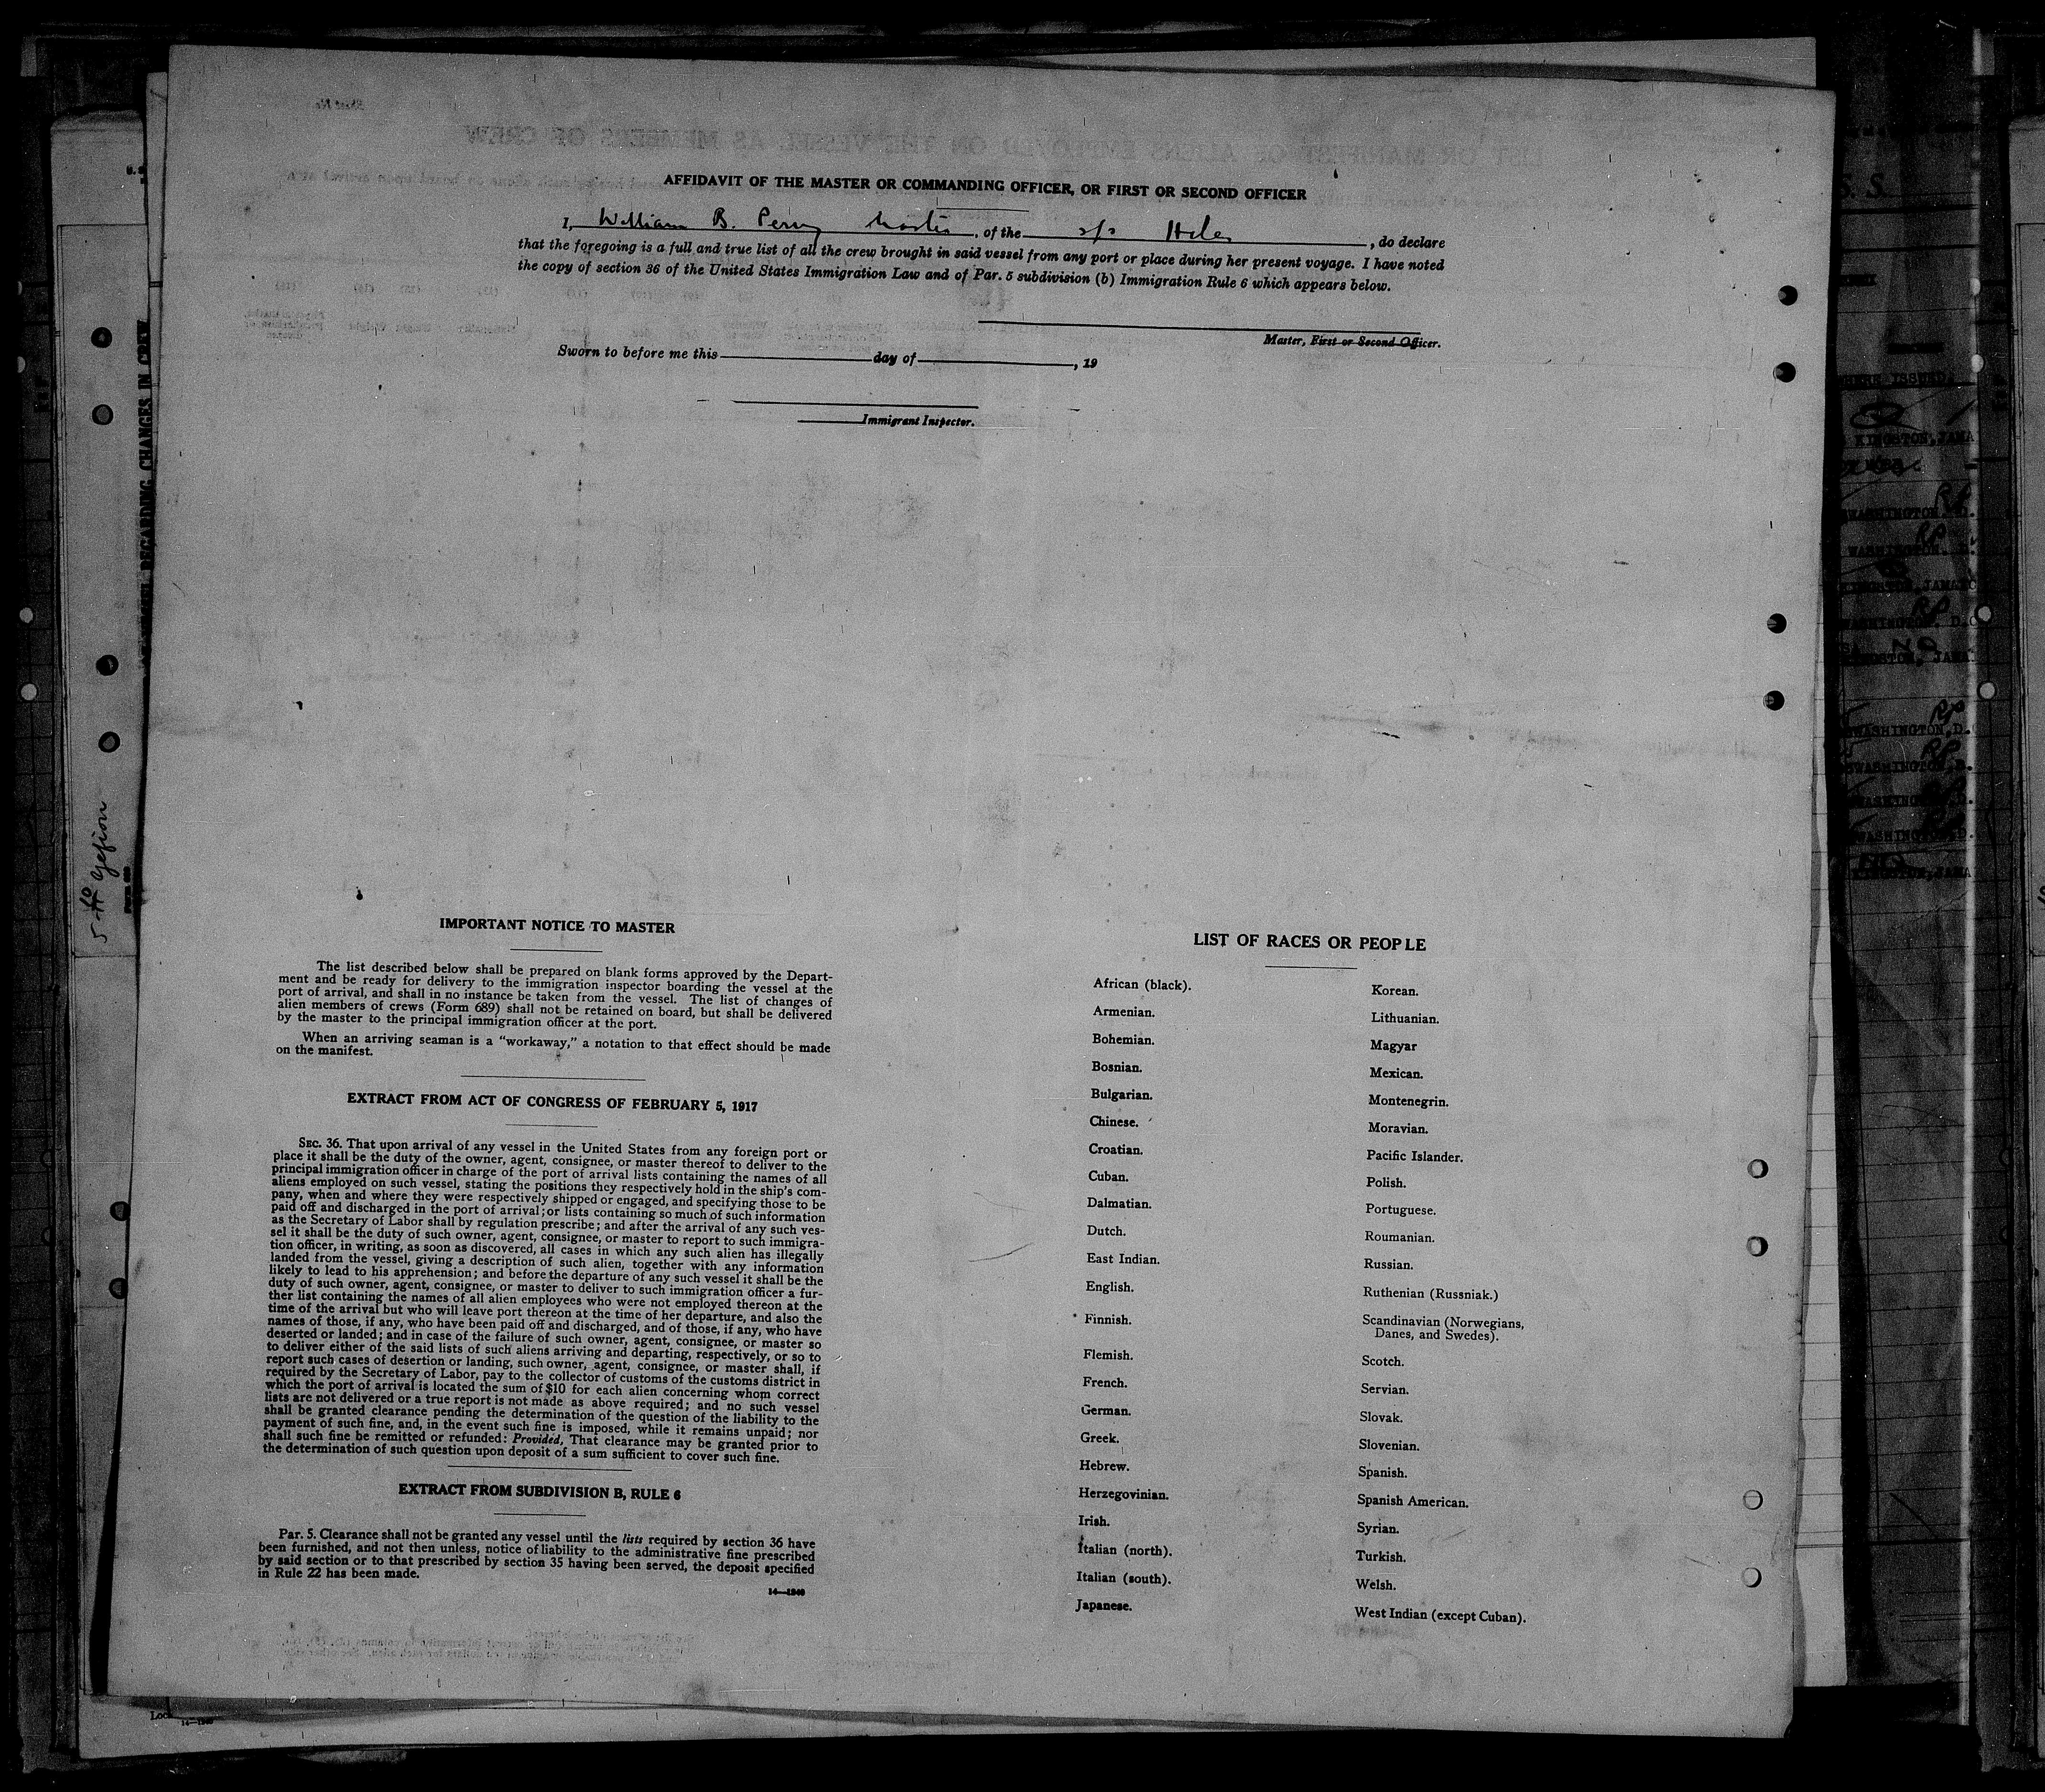 AFFIDAVIT OF THE MASTER OR COMMANDING OFFICER, OR FIRST OR SECOND OFFICER
I, William B. Perry Master, of the s/s, do declare
that the foregoing is a full and true list of all the crew brought in said vessel from any port or place during her present voyage. I have noted
the copy of section 36 of the United States Immigration Law and of Par. 5 subdivision (b) Immigration Rule 6 which appears below.
Master, First or Second Officer.
Sworn to before me this day of , 19
Immigrant Inspector.
IMPORTANT NOTICE TO MASTER
The list described below shall be prepared on blank forms approved by the Depart-
ment and be ready for delivery to the immigration inspector boarding the vessel at the
port of arrival, and shall in no instance be taken from the vessel. The list of changes of
alien members of crews (Form 689) shall not be retained on board, but shall be delivered
by the master to the principal immigration officer at the port.
When an arriving seaman is a "workaway," a notation to that effect should be made
on the manifest.
EXTRACT FROM ACT OF CONGRESS OF FEBRUARY 5, 1917
SEC. 36. That upon arrival of any vessel in the United States from any foreign port or
place it shall be the duty of the owner, agent, consignee, or master thereof to deliver to the
principal immigration officer in charge of the port of arrival lists containing the names of all
aliens employed on such vessel, stating the positions they respectively hold in the ship's com-
pany, when and where they were respectively shipped or engaged, and specifying those to be
paid off and discharged in the port of arrival; or lists containing so much of such information
as the Secretary of Labor shall by regulation prescribe; and after the arrival of any such ves-
sel it shall be the duty of such owner, agent, consignee, or master to report to such immigra-
tion officer, in writing, as soon as discovered, all cases in which any such alien has illegally
landed from the vessel, giving a description of such alien, together with any information
likely to lead to his apprehension; and before the departure of any such vessel it shall be the
duty of such owner, agent, consignee, or master to deliver to such immigration officer a fur-
ther list containing the names of all alien employees who were not employed thereon at the
time of the arrival but who will leave port thereon at the time of her departure, and also the
names of those, if any, who have been paid off and discharged, and of those, if any, who have
deserted or landed; and in case of the failure of such owner, agent, consignee, or master so
to deliver either of the said lists of such aliens arriving and departing, respectively, or so to
report such cases of desertion or landing, such owner, agent, consignee, or master shall, if
required by the Secretary of Labor, pay to the collector of customs of the customs district in
which the port of arrival is located the sum of $10 for each alien concerning whom correct
lists are not delivered or a true report is not made as above required; and no such vessel
shall be granted clearance pending the determination of the question of the liability to the
payment of such fine, and, in the event such fine is imposed, while it remains unpaid; nor
shall such fine be remitted or refunded: Provided, That clearance may be granted prior to
the determination of such question upon deposit of a sum sufficient to cover such fine.
EXTRACT FROM SUBDIVISION B, RULE 6
Par. 5. Clearance shall not be granted any vessel until the lists required by section 36 have
been furnished, and not then unless, notice of liability to the administrative fine prescribed
by said section or to that prescribed by section 35 having been served, the deposit specified
in Rule 22 has been made.
14—1240
LIST OF RACES OR PEOPLE
African (black).
Armenian.
Bohemian.
Bosnian.
Bulgarian.
Chinese.
Croatian.
Cuban.
Dalmatian.
Dutch.
East Indian.
English.
Finnish.
Flemish.
French.
German.
Greek.
Hebrew.
Herzegovinian.
Irish.
Italian (north).
Italian (south).
Japanese.
Korean.
Lithuanian.
Magyar
Mexican.
Montenegrin.
Moravian.
Pacific Islander.
Polish.
Portuguese.
Roumanian.
Russian.
Ruthenian (Russniak.)
Scandinavian (Norwegians,
Danes, and Swedes).
Scotch.
Servian.
Slovak.
Slovenian.
Spanish.
Spanish American.
Syrian.
Turkish.
Welsh.
West Indian (except Cuban).
REGARDING CHANGES IN CREW